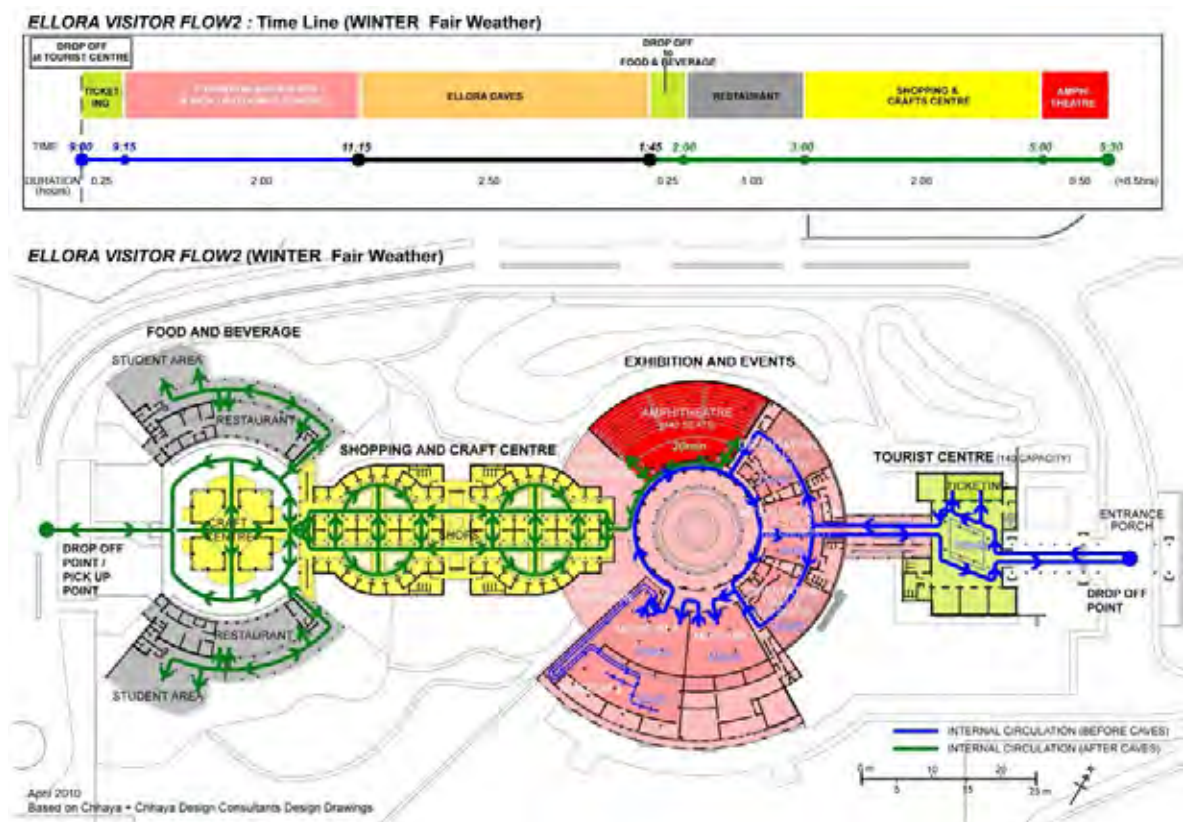 ELLORA VISITOR FLOW2 : Time Line (WINTER Fair Weather)
DROP OFF
at TOURIST CENTRE
DROP OFF
to
FOOD & BEVERAGE
TICKET
ING
ELLORA CAVES
RESTAURANT
SHOPPING &
CRAFTS CENTRE
AMPHI
THEATRE
TIME 9:00 9:15 11:15 1:45 2:00 3:00 5:00 5:30
DURATION
(hours)
0.25 2.00 2.50 0.25 1.00 2.00 0.50
ELLORA VISITOR FLOW2 (WINTER Fair Weather)
FOOD AND BEVERAGE
STUDENT AREA
RESTAURANT
EXHIBITION AND EVENTS
AMPHITHEATRE
SEATS)
20min
SHOPPING AND CRAFT CENTRE
TOURIST CENTRE (140 CAPACITY)
TICKETING
ENTRANCE
PORCH
CRAFT
CENTRE
SHOPS
DROP OFF
POINT /
PICK UP
POINT
DROP OFF
POINT
RESTAURANT
STUDENT AREA
INTERNAL CIRCULATION (BEFORE CAVES)
INTERNAL CIRCULATION (AFTER CAVES)
0 m 10 20
5 15 25 m
N
April 2010
Based on Chhaya + Chhaya Design Consultants Design Drawings